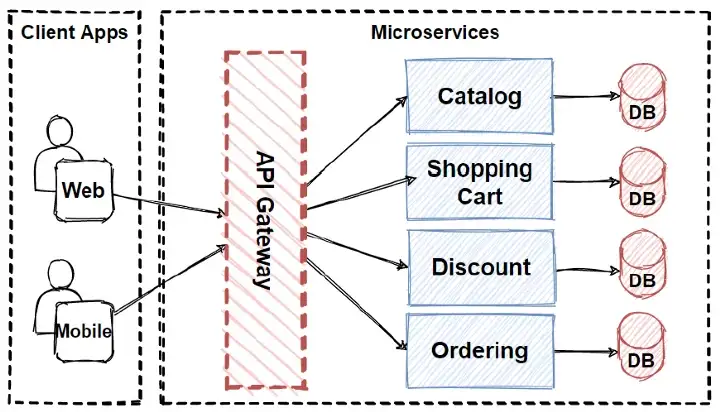 Client Apps
Microservices
Web
Mobile
API Gateway
Catalog
DB
Shopping
Cart
DB
Discount
DB
Ordering
DB